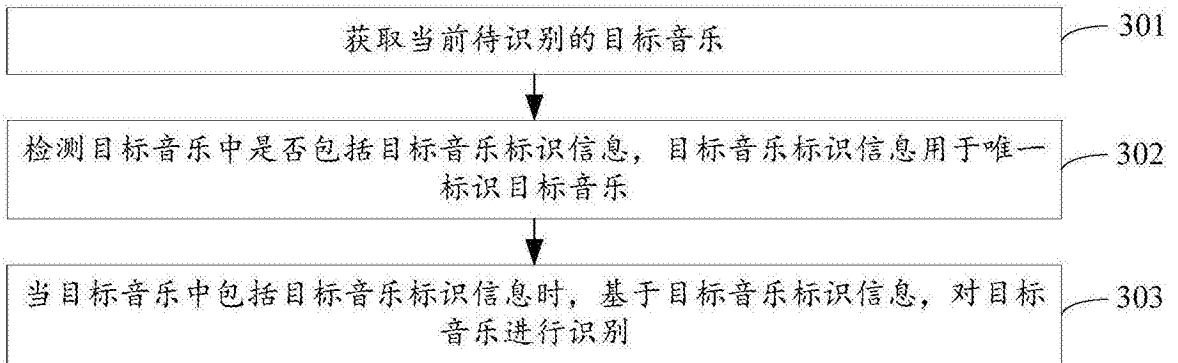 获取当前待识别的目标音乐
301
检测目标音乐中是否包括目标音乐标识信息，目标音乐标识信息用于唯一
标识目标音乐
302
当目标音乐中包括目标音乐标识信息时，基于目标音乐标识信息，对目标
音乐进行识别
303